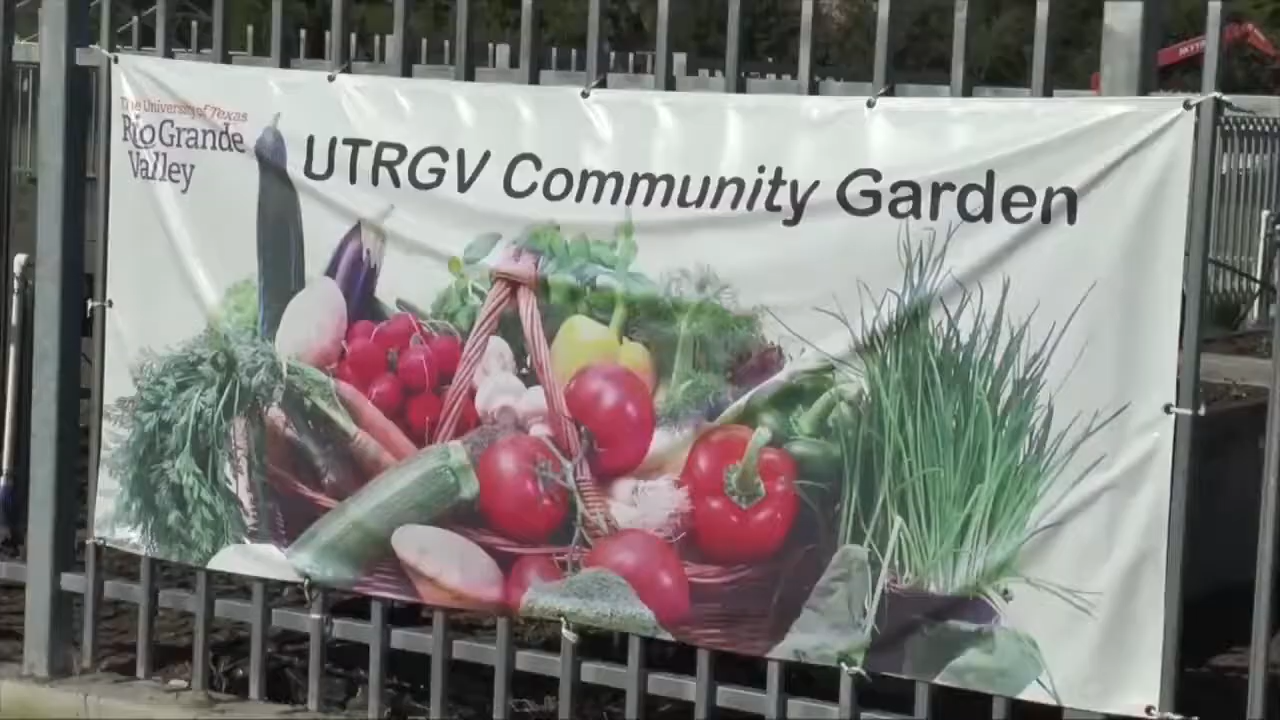 The University of Texas
Rio Grande
Valley
UTRGV Community Garden